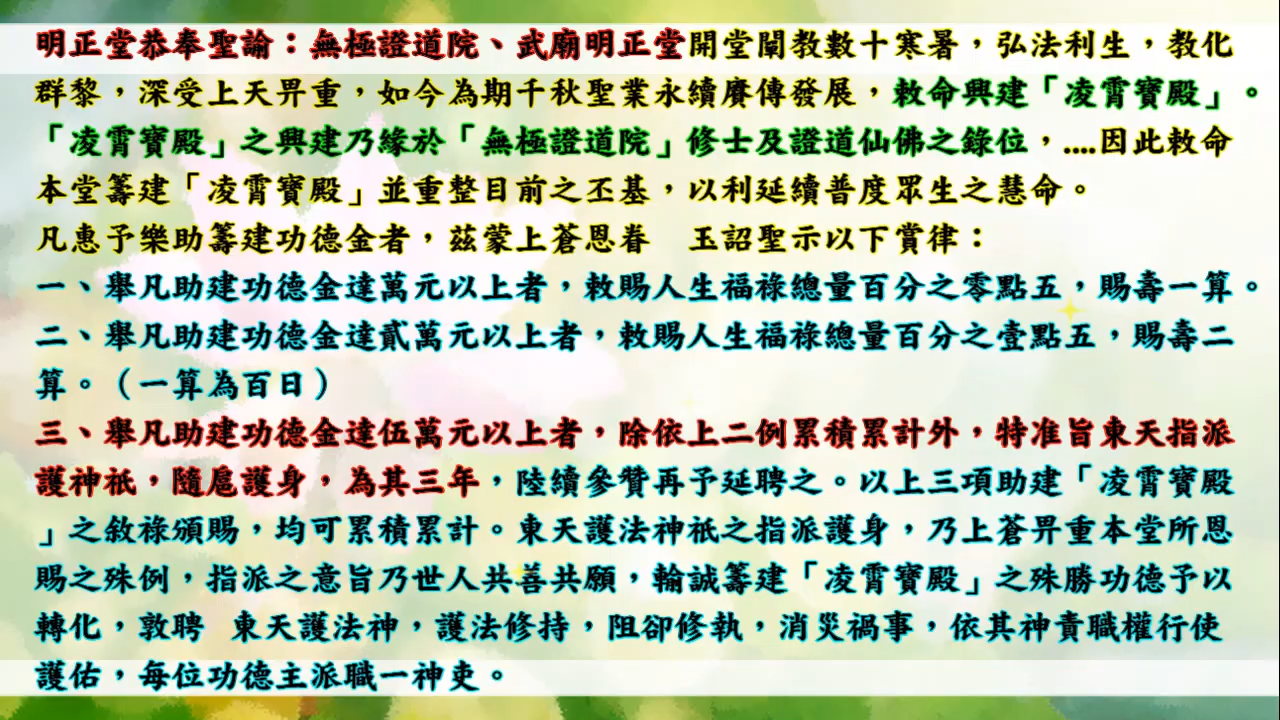 明正堂恭奉聖諭：無極證道院、武廟明正堂開堂闡教數十寒暑，弘法利生，教化
群黎，深受上天畀重，如今為期千秋聖業永續賡傳發展，敕命興建「凌霄寶殿」。
「凌霄寶殿」之興建乃緣於「無極證道院」修士及證道仙佛之錄位，....因此敕命
本堂籌建「凌霄寶殿」並重整目前之丕基，以利延續普度眾生之慧命。
凡惠予樂助籌建功德金者，茲蒙上蒼恩眷　玉詔聖示以下賞律：
一、舉凡助建功德金達萬元以上者，敕賜人生福祿總量百分之零點五，賜壽一算。
二、舉凡助建功德金達貳萬元以上者，敕賜人生福祿總量百分之壹點五，賜壽二
算。（一算為百日）
三、舉凡助建功德金達伍萬元以上者，除依上二例累積累計外，特准旨東天指派
護神祇，隨扈護身，為其三年，陸續參贊再予延聘之。以上三項助建「凌霄寶殿
」之敘祿頒賜，均可累積累計。東天護法神祇之指派護身，乃上蒼畀重本堂所恩
賜之殊例，指派之意旨乃世人共善共願，輸誠籌建「凌霄寶殿」之殊勝功德予以
轉化，敦聘　東天護法神，護法修持，阻卻修執，消災禍事，依其神責職權行使
護佑，每位功德主派職一神吏。